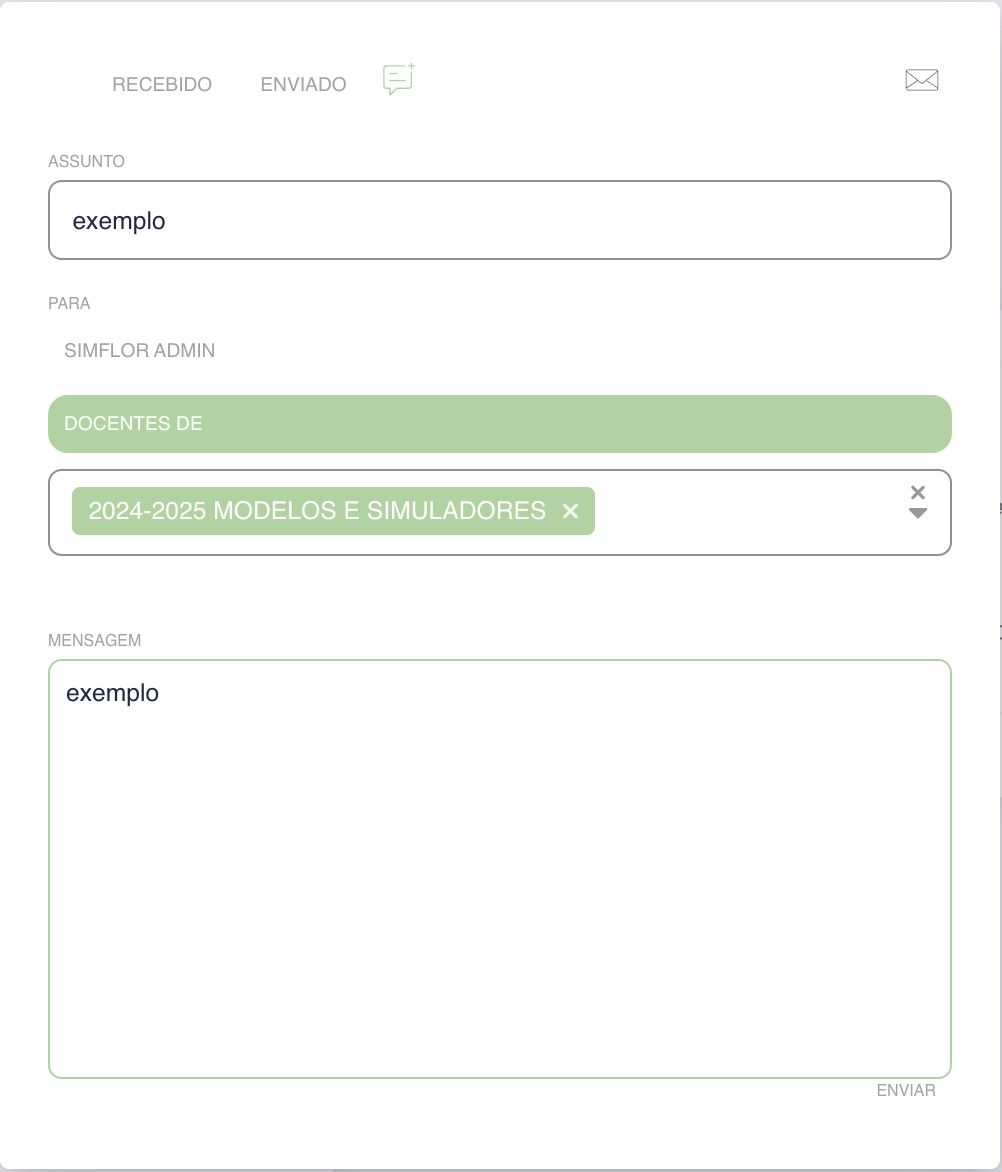 RECEBIDO ENVIADO
ASSUNTO
exemplo
PARA
SIMFLOR ADMIN
DOCENTES DE
2024-2025 MODELOS E SIMULADORES
MENSAGEM
exemplo
ENVIAR